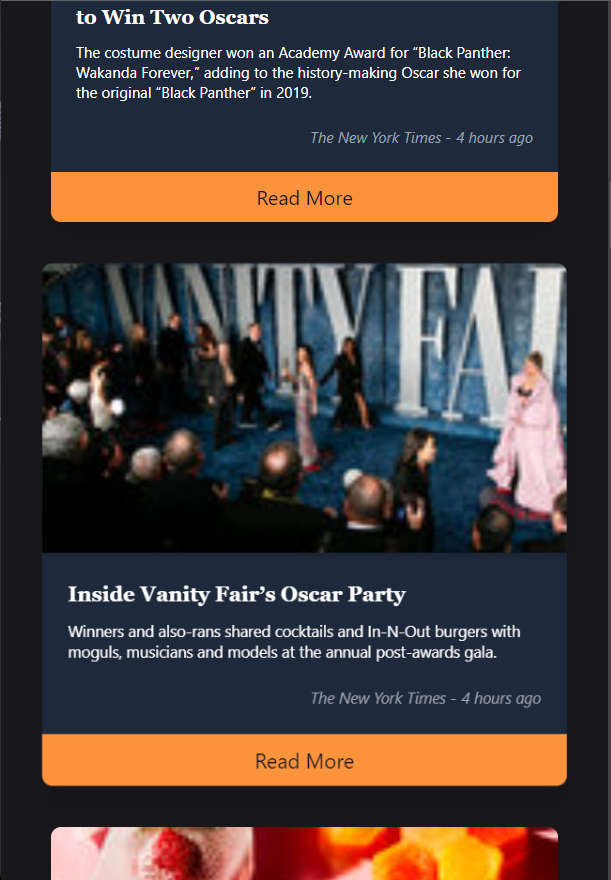 to Win Two Oscars
The costume designer won an Academy Award for “Black Panther:
Wakanda Forever,” adding to the history-making Oscar she won for
the original “Black Panther” in 2019.
The New York Times - 4 hours ago
Read More
VANITY FAI
Inside Vanity Fair’s Oscar Party
Winners and also-rans shared cocktails and In-N-Out burgers with
moguls, musicians and models at the annual post-awards gala.
The New York Times - 4 hours ago
Read More